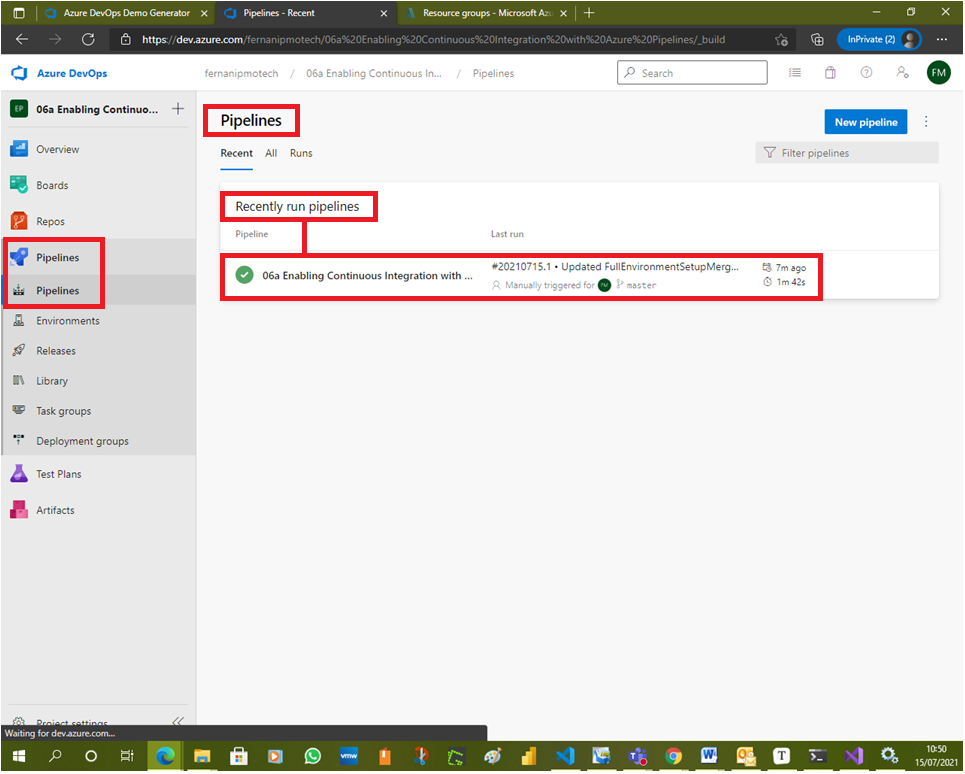 Azure DevOps Demo Generator
Pipelines - Recent
Resource groups - Microsoft Az
https://dev.azure.com/fernanipmotech/06a%20Enabling%20Continuous%20Integration%20with%20Azure%20Pipelines/_build
InPrivate (2)
Azure DevOps
fernanipmotech / 06a Enabling Continuous In... / Pipelines
Search
FM
EP
06a Enabling Continuo...
Overview
Boards
Repos
Pipelines
Pipelines
Environments
Releases
Library
Task groups
Deployment groups
Test Plans
Artifacts
Project settings
Pipelines
New pipeline
Recent All Runs
Filter pipelines
Recently run pipelines
Pipeline
Last run
06a Enabling Continuous Integration with ...
#20210715.1 • Updated FullEnvironmentSetupMerg...
Manually triggered for FM master
7m ago
1m 42s
Waiting for dev.azure.com...
vmw
T
10:50
15/07/2021